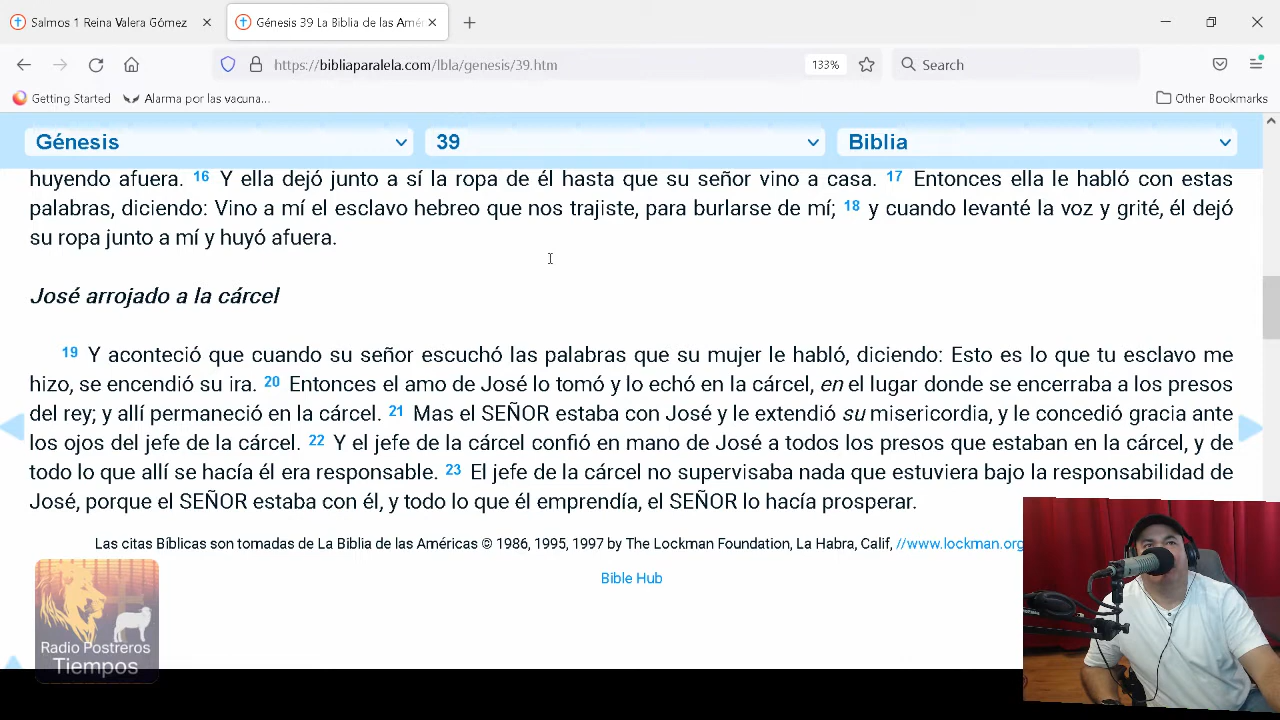 Salmos 1 Reina Valera Gómez
Génesis 39 La Biblia de las Amé
https://bibliaparalela.com/lbla/genesis/39.htm
133%
Search
Getting Started
Alarma por las vacuna...
Other Bookmarks
Génesis
39
Biblia
huyendo afuera. 16 Y ella dejó junto a sí la ropa de él hasta que su señor vino a casa. 17 Entonces ella le habló con estas
palabras, diciendo: Vino a mí el esclavo hebreo que nos trajiste, para burlarse de mí; 18 y cuando levanté la voz y grité, él dejó
su ropa junto a mí y huyó afuera.
José arrojado a la cárcel
19 Y aconteció que cuando su señor escuchó las palabras que su mujer le habló, diciendo: Esto es lo que tu esclavo me
hizo, se encendió su ira. 20 Entonces el amo de José lo tomó y lo echó en la cárcel, en el lugar donde se encerraba a los presos
del rey; y allí permaneció en la cárcel. 21 Mas el SEÑOR estaba con José y le extendió su misericordia, y le concedió gracia ante
los ojos del jefe de la cárcel. 22 Y el jefe de la cárcel confió en mano de José a todos los presos que estaban en la cárcel, y de
todo lo que allí se hacía él era responsable. 23 El jefe de la cárcel no supervisaba nada que estuviera bajo la responsabilidad de
José, porque el SEÑOR estaba con él, y todo lo que él emprendía, el SEÑOR lo hacía prosperar.
Las citas Bíblicas son tomadas de La Biblia de las Américas © 1986, 1995, 1997 by The Lockman Foundation, La Habra, Calif, //www.lockman.org
Bible Hub
Radio Postreros
Tiempos